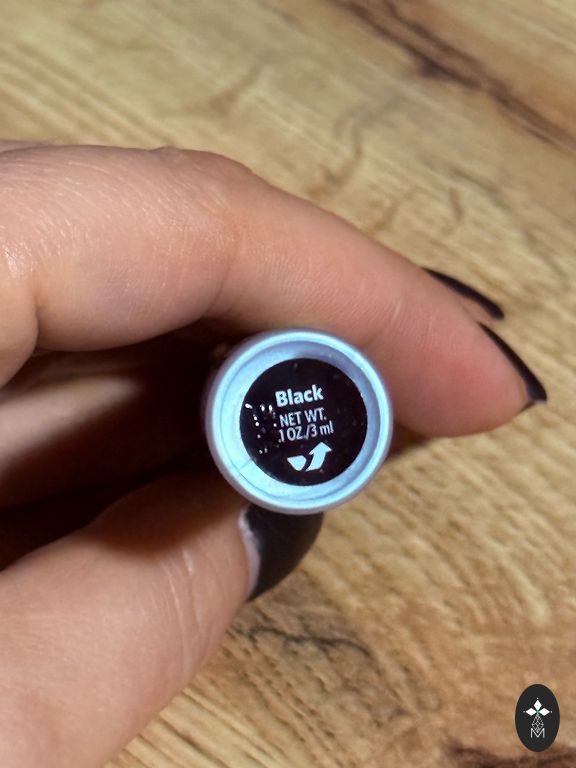 Black
NET WT.
.1 OZ./3 ml